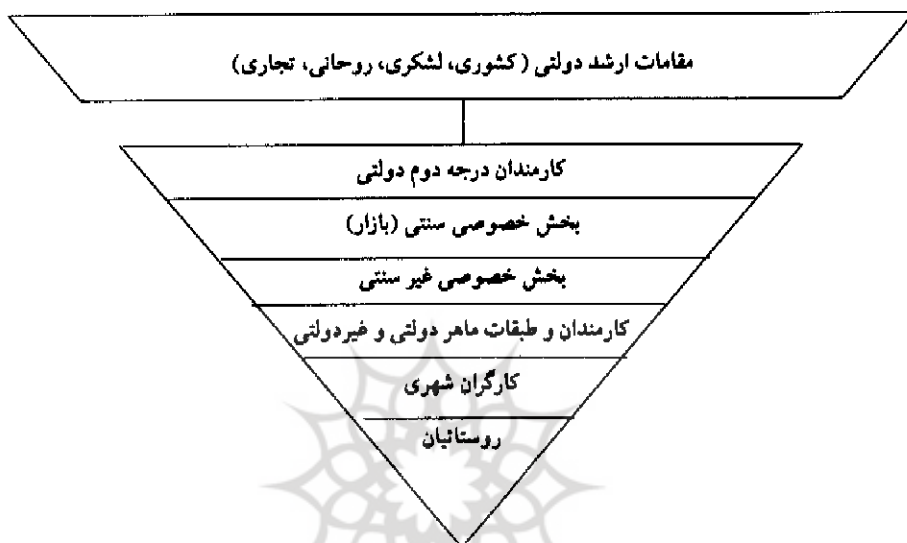 مقامات ارشد دولتی (کشوری، لشکری، روحانی، تجاری)
کارمندان درجه دوم دولتی
بخش خصوصی سنتی (بازار)
بخش خصوصی غیر سنتی
کارمندان و طبقات ماهر دولتی و غیردولتی
کارگران شهری
روستائیان